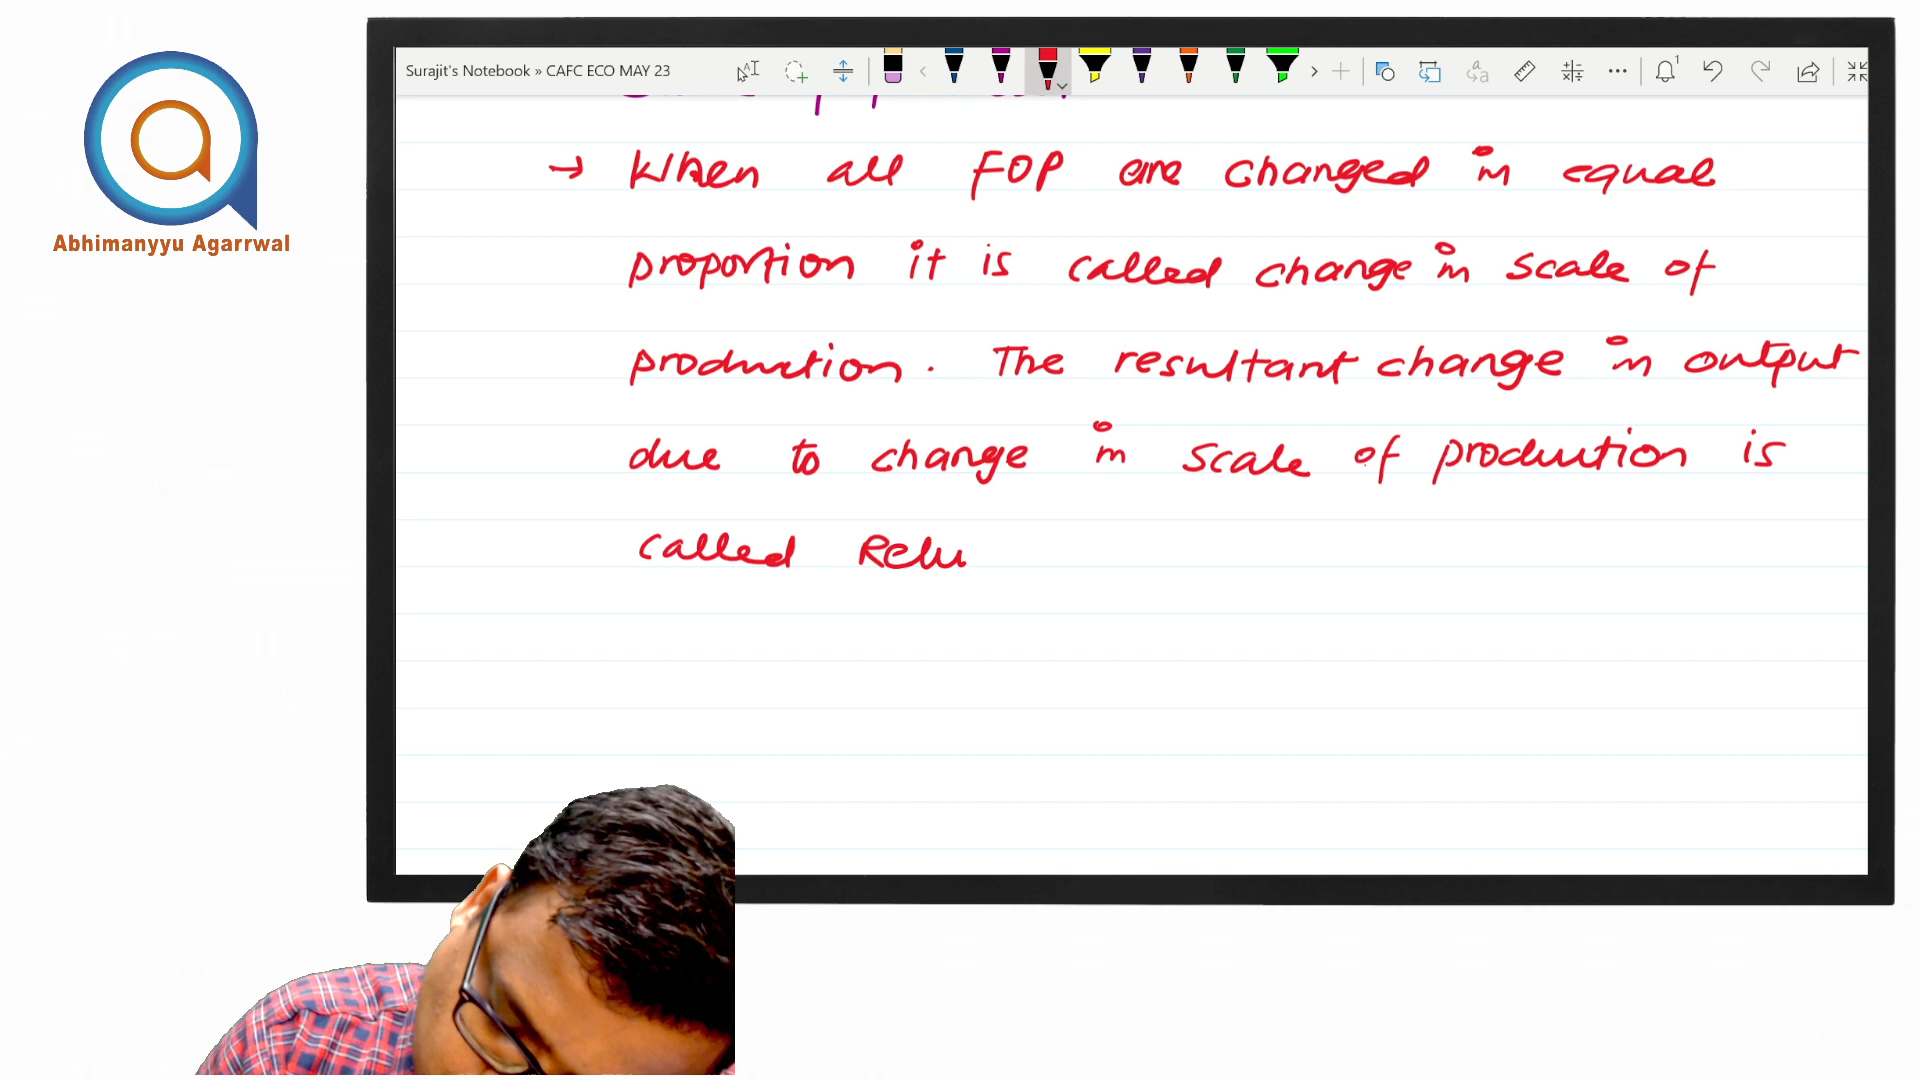 Abhimanyyu Agarrwal
Surajit's Notebook » CAFC ECO MAY 23
→ When all FOP are changed in equal
proportion it is called change in scale of
production. The resultant change in output
due to change in scale of production is
called Retu